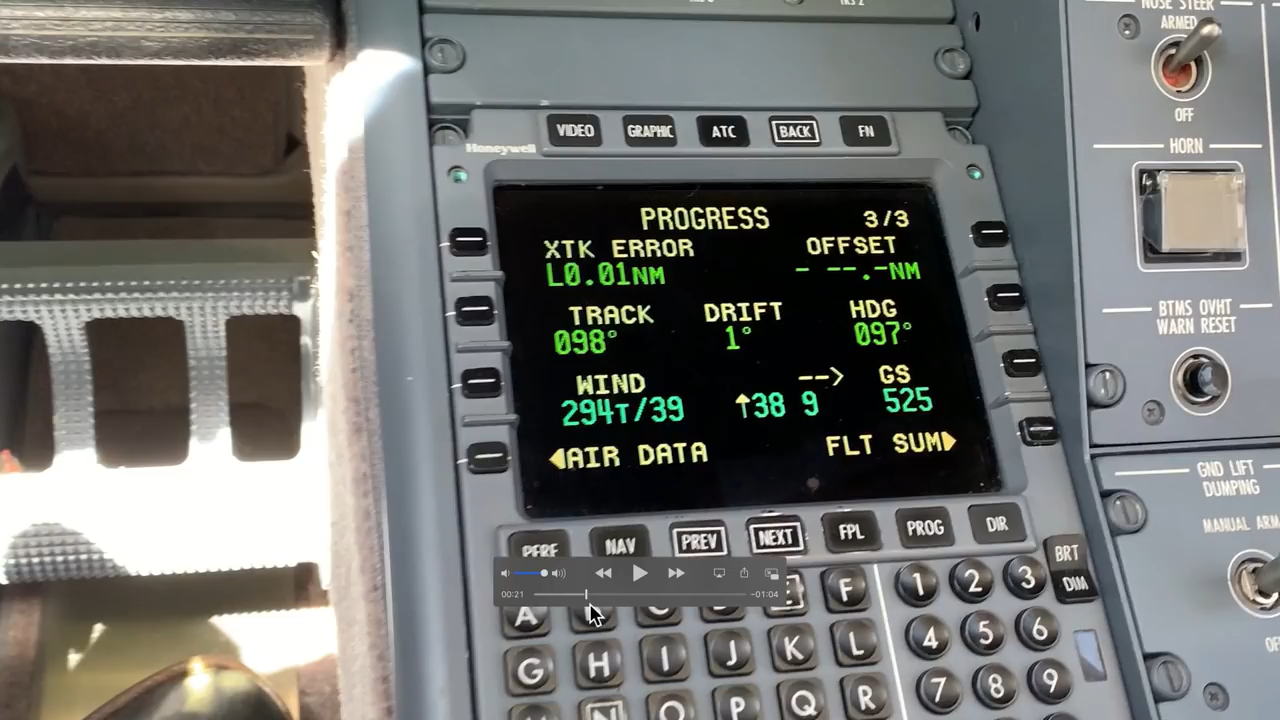 NOSE STEER
ARMED
OFF
VIDEO GRAPHIC ATC BACK FN
Honeywell
HORN
PROGRESS 3/3
XTK ERROR OFFSET
L0.01NM - --.-NM
TRACK DRIFT HDG
098° 1° 097°
WIND --> GS
294T/39 ↑38 9 525
AIR DATA FLT SUM
BTMS OVHT
WARN RESET
GND LIFT
DUMPING
MANUAL ARM
PERF NAV PREV NEXT FPL PROG DIR
BRT
DIM
00:21 -01:04
A E F 1 2 3
G H I J K L 4 5 6
N O P Q R 7 8 9